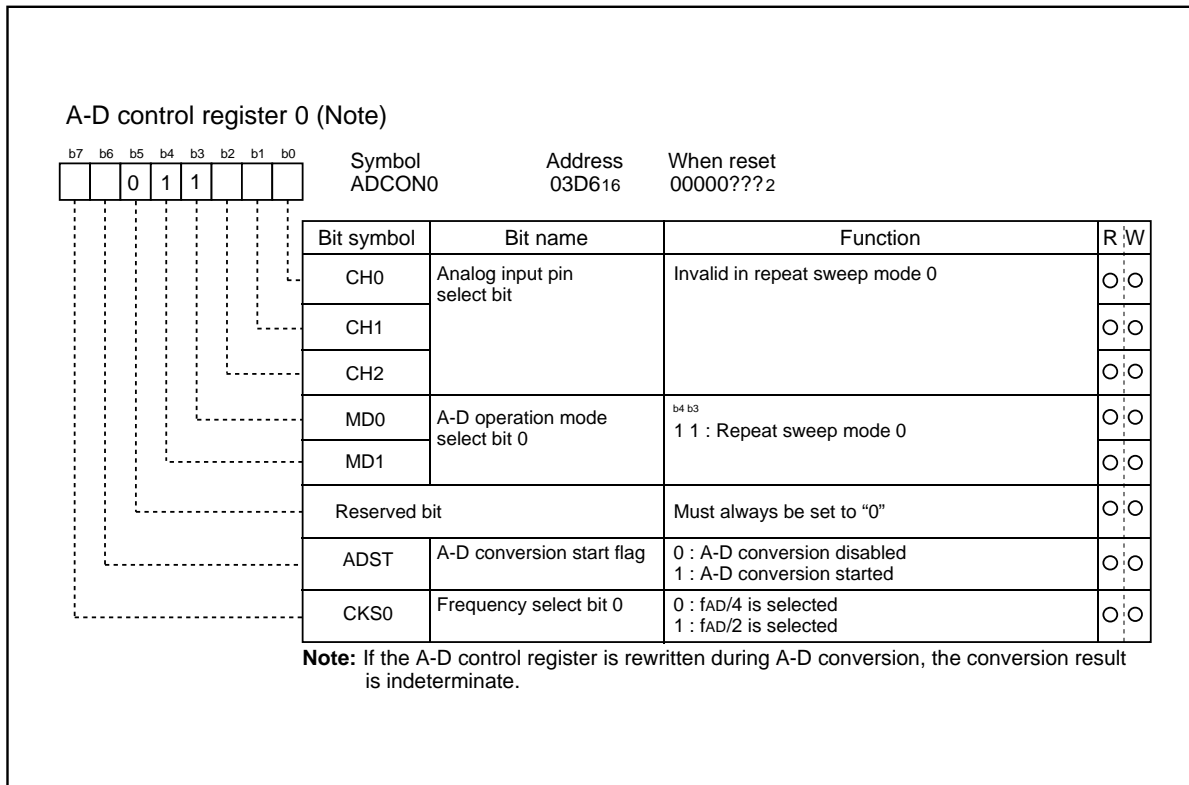 A-D control register 0 (Note)
b7 b6 b5 b4 b3 b2 b1 b0
0 1 1
Symbol Address When reset
ADCON0 03D616 00000???2
Bit symbol Bit name Function R W
CH0 Analog input pin select bit Invalid in repeat sweep mode 0
CH1
CH2
MD0 A-D operation mode select bit 0 b4 b3
1 1 : Repeat sweep mode 0
MD1
Reserved bit Must always be set to “0”
ADST A-D conversion start flag 0 : A-D conversion disabled
1 : A-D conversion started
CKS0 Frequency select bit 0 0 : fAD/4 is selected
1 : fAD/2 is selected
Note: If the A-D control register is rewritten during A-D conversion, the conversion result
is indeterminate.